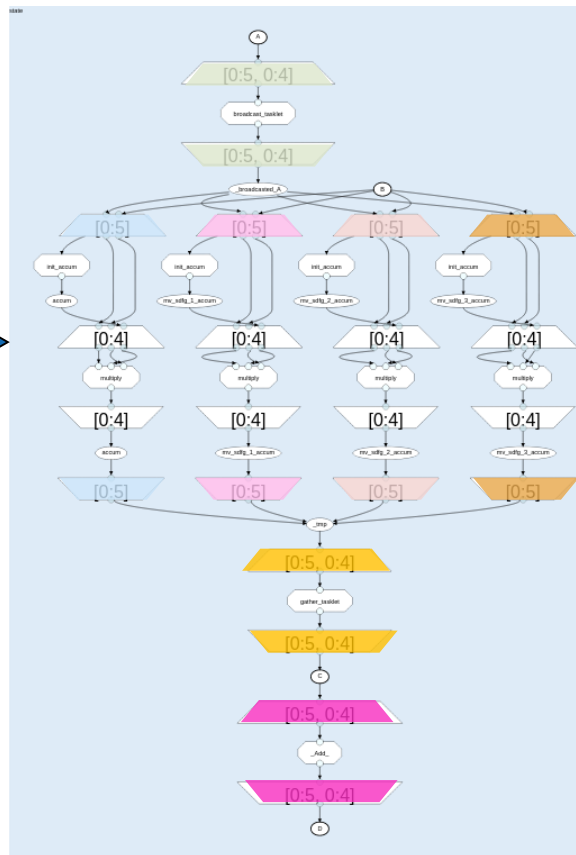 state
A
[0:5, 0:4]
broadcast_tasklet
[0:5, 0:4]
_broadcasted_A
B
[0:5] [0:5] [0:5] [0:5]
init_accum init_accum init_accum init_accum
accum mv_sdfg_1_accum mv_sdfg_2_accum mv_sdfg_3_accum
[0:4] [0:4] [0:4] [0:4]
multiply multiply multiply multiply
[0:4] [0:4] [0:4] [0:4]
accum mv_sdfg_1_accum mv_sdfg_2_accum mv_sdfg_3_accum
[0:5] [0:5] [0:5] [0:5]
_tmp
[0:5, 0:4]
gather_tasklet
[0:5, 0:4]
C
[0:5, 0:4]
_Add_
[0:5, 0:4]
D